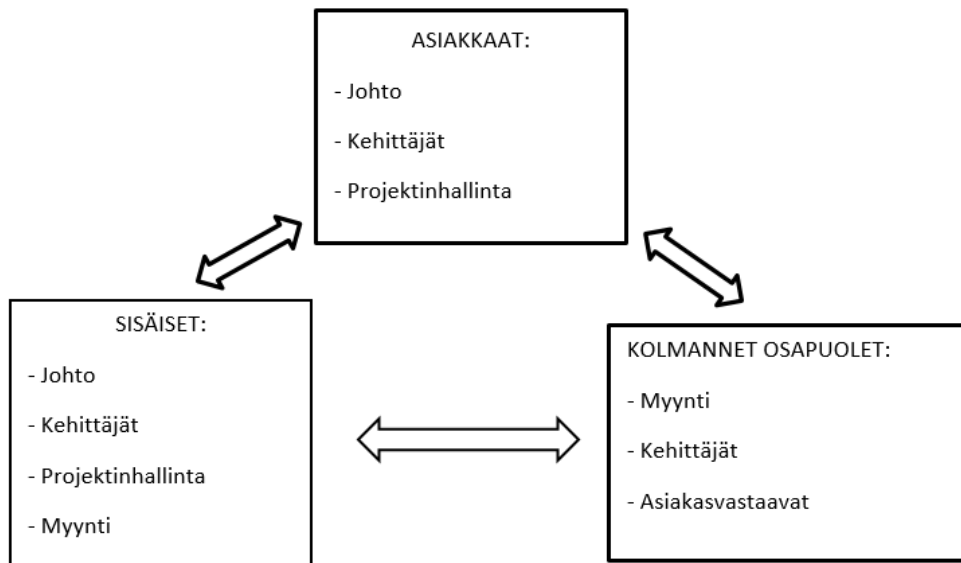 ASIAKKAAT:
- Johto
- Kehittäjät
- Projektinhallinta
SISÄISET:
- Johto
- Kehittäjät
- Projektinhallinta
- Myynti
KOLMANNET OSAPUOLET:
- Myynti
- Kehittäjät
- Asiakasvastaavat